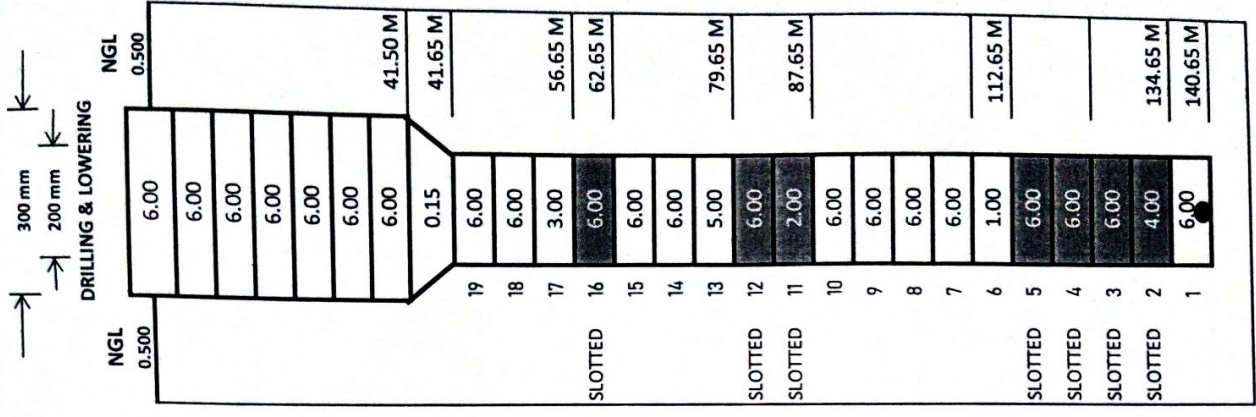 300 mm
200 mm
DRILLING & LOWERING
NGL NGL
0.500 0.500
6.00
6.00
6.00
6.00
6.00
6.00
6.00 41.50 M
0.15 41.65 M
19 6.00
18 6.00
17 3.00 56.65 M
SLOTTED 16 6.00 62.65 M
15 6.00
14 6.00
13 5.00 79.65 M
SLOTTED 12 6.00
SLOTTED 11 2.00 87.65 M
10 6.00
9 6.00
8 6.00
7 6.00
6 1.00 112.65 M
SLOTTED 5 6.00
SLOTTED 4 6.00
SLOTTED 3 6.00
SLOTTED 2 4.00 134.65 M
1 6.00 140.65 M